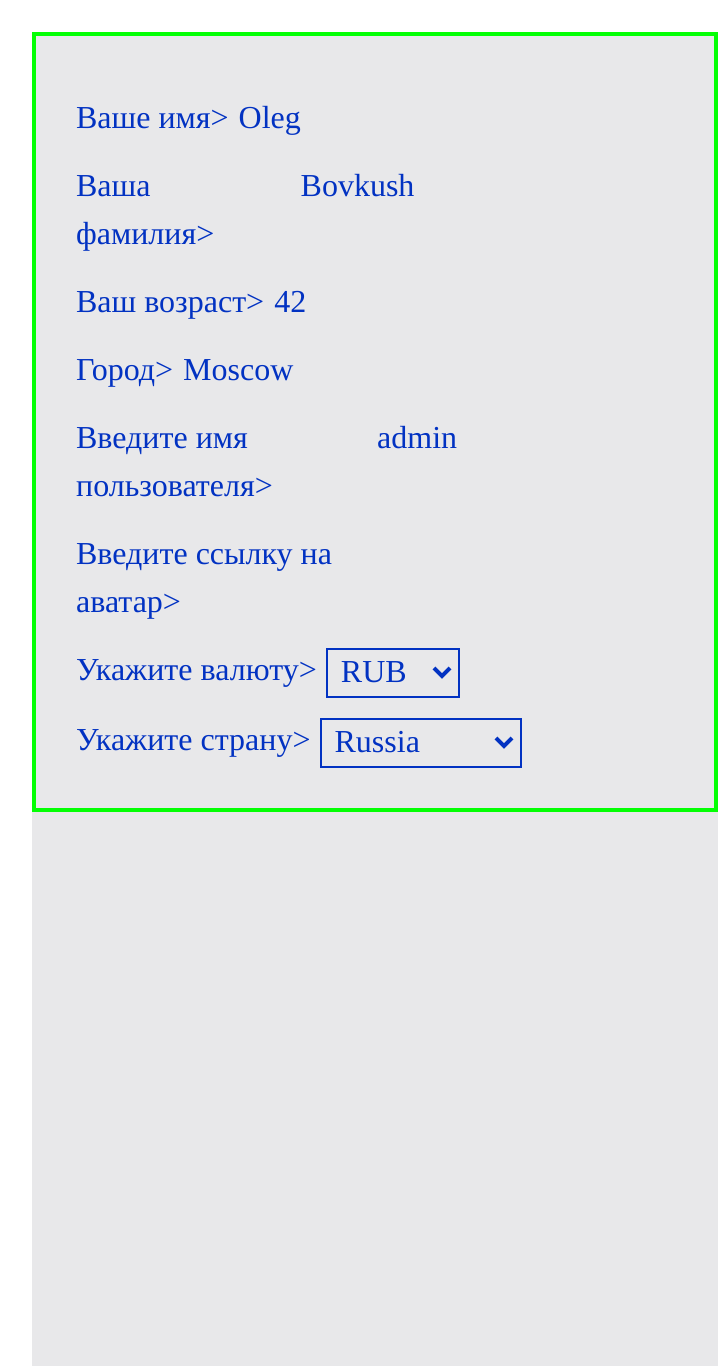 Ваше имя> Oleg
Ваша Bovkush
фамилия>
Ваш возраст> 42
Город> Moscow
Введите имя admin
пользователя>
Введите ссылку на
аватар>
Укажите валюту> RUB
Укажите страну> Russia